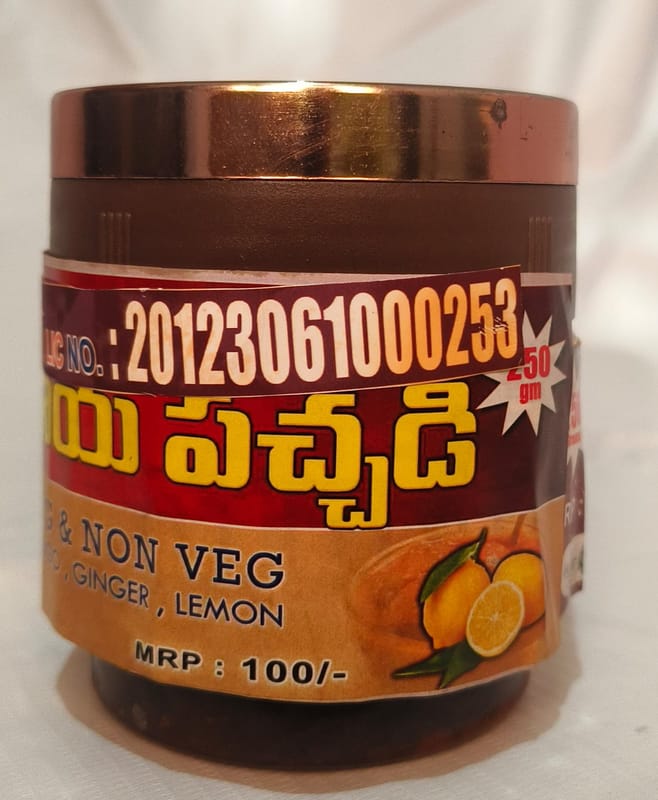 LIC NO. : 20123061000253
250
gm
య పచ్చడి
& NON VEG
, GINGER , LEMON
MRP : 100/-